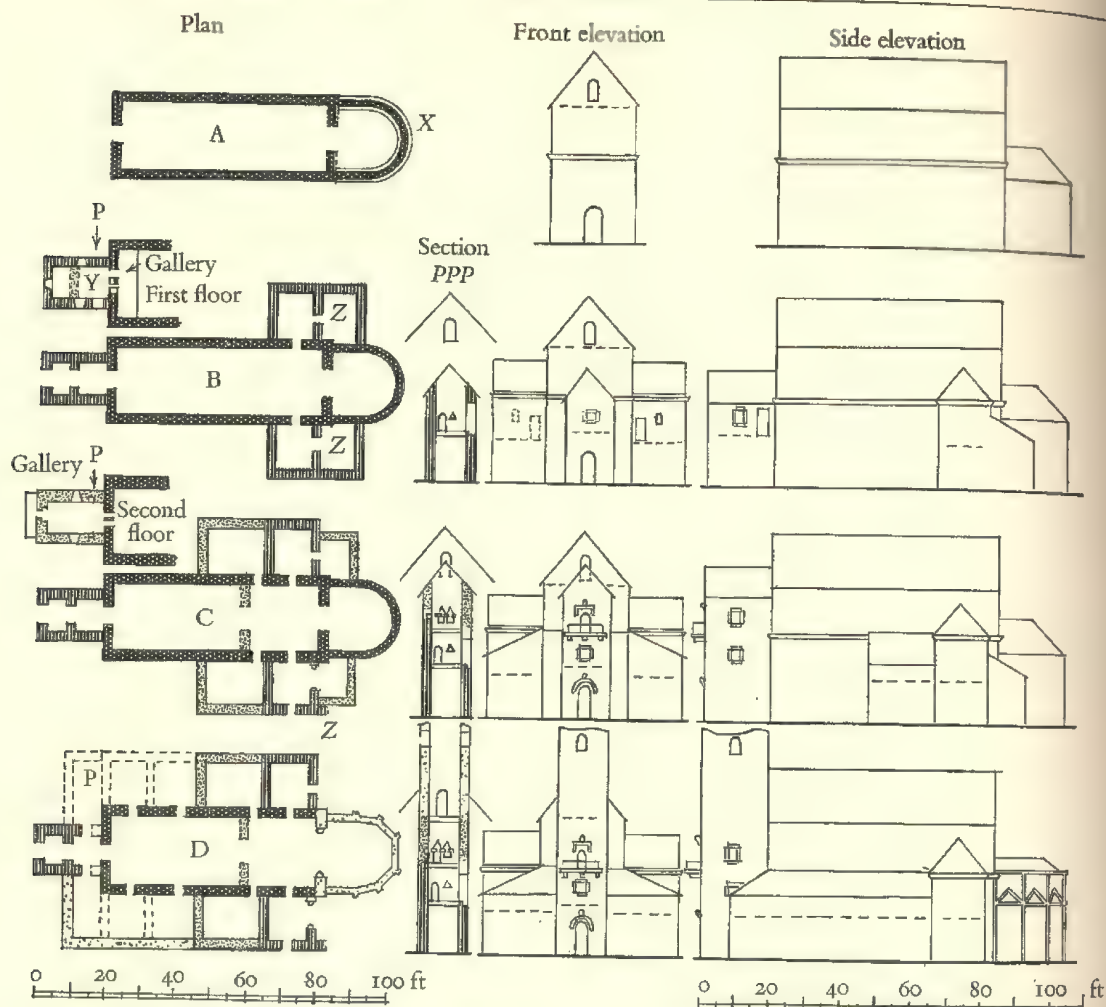 Plan
Front elevation
Side elevation
A
X
P
Y
Gallery
First floor
Section
PPP
Z
B
Z
Gallery
P
Second
floor
C
Z
P
D
0 20 40 60 80 100 ft
0 20 40 60 80 100 ft